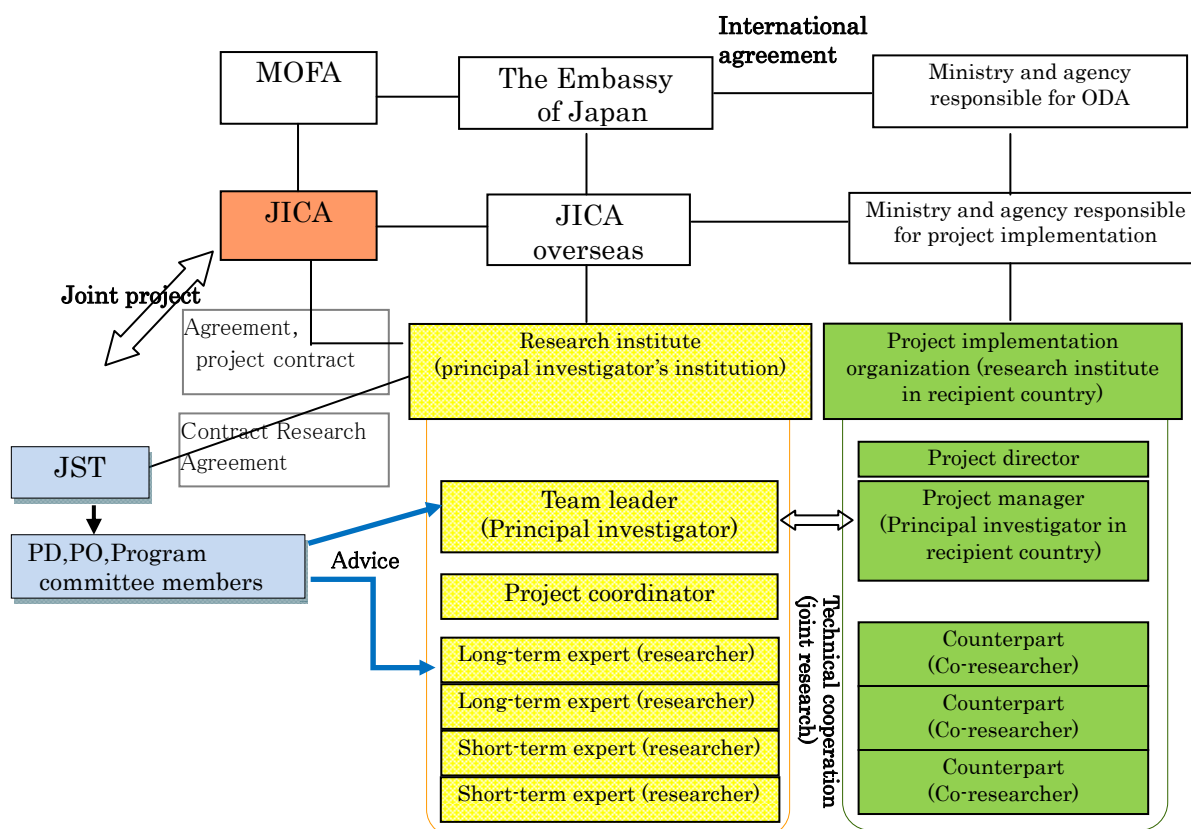 International
agreement
MOFA
The Embassy
of Japan
Ministry and agency
responsible for ODA
JICA
JICA
overseas
Ministry and agency responsible
for project implementation
Joint project
Agreement,
project contract
Research institute
(principal investigator's institution)
Project implementation
organization (research institute
in recipient country)
Contract Research
Agreement
JST
Project director
Team leader
(Principal investigator)
Project manager
(Principal investigator in
recipient country)
PD,PO,Program
committee members
Advice
Project coordinator
Technical cooperation
(joint research)
Long-term expert (researcher)
Long-term expert (researcher)
Short-term expert (researcher)
Short-term expert (researcher)
Counterpart
(Co-researcher)
Counterpart
(Co-researcher)
Counterpart
(Co-researcher)